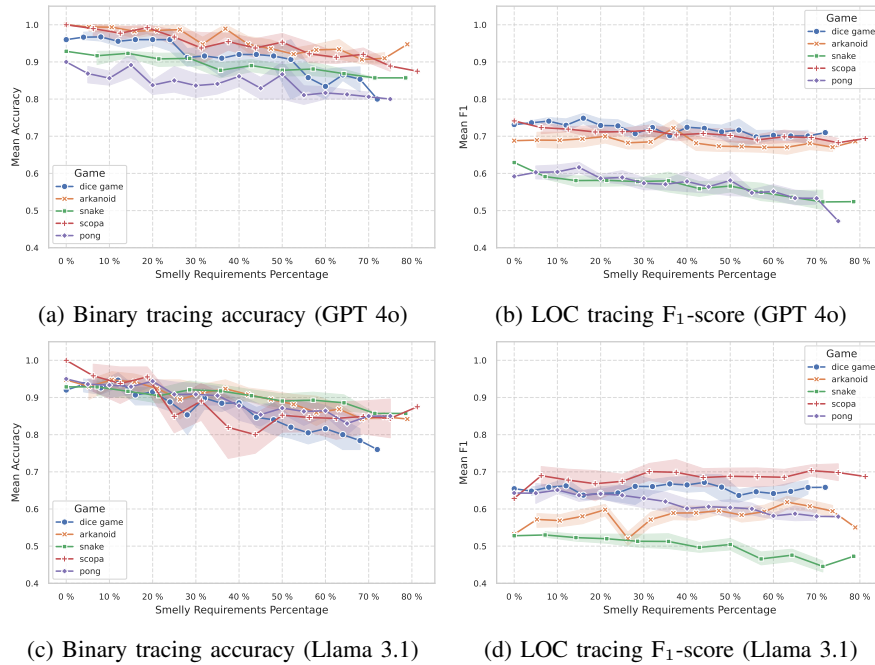 1.0
0.9
0.8
0.7
0.6
0.5
0.4
Mean Accuracy
Game
dice game
arkanoid
snake
scopa
pong
0 % 10 % 20 % 30 % 40 % 50 % 60 % 70 % 80 %
Smelly Requirements Percentage
(a) Binary tracing accuracy (GPT 4o)
1.0
0.9
0.8
0.7
0.6
0.5
0.4
Mean F1
Game
dice game
arkanoid
snake
scopa
pong
0 % 10 % 20 % 30 % 40 % 50 % 60 % 70 % 80 %
Smelly Requirements Percentage
(b) LOC tracing F₁-score (GPT 4o)
1.0
0.9
0.8
0.7
0.6
0.5
0.4
Mean Accuracy
Game
dice game
arkanoid
snake
scopa
pong
0 % 10 % 20 % 30 % 40 % 50 % 60 % 70 % 80 %
Smelly Requirements Percentage
(c) Binary tracing accuracy (Llama 3.1)
1.0
0.9
0.8
0.7
0.6
0.5
0.4
Mean F1
Game
dice game
arkanoid
snake
scopa
pong
0 % 10 % 20 % 30 % 40 % 50 % 60 % 70 % 80 %
Smelly Requirements Percentage
(d) LOC tracing F₁-score (Llama 3.1)